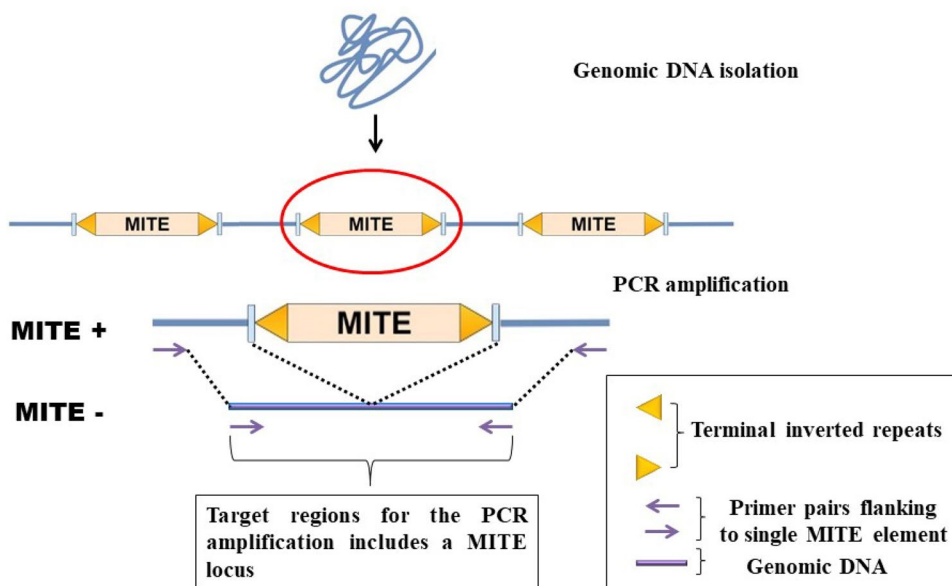 Genomic DNA isolation
MITE
MITE
MITE
PCR amplification
MITE +
MITE
MITE -
Terminal inverted repeats
Target regions for the PCR
amplification includes a MITE
locus
Primer pairs flanking
to single MITE element
Genomic DNA